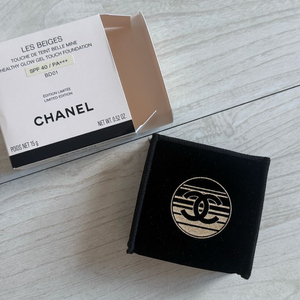 LES BEIGES
TOUCHE DE TEINT BELLE MINE
HEALTHY GLOW GEL TOUCH FOUNDATION
SPF 40 / PA+++
BD01
EDITION LIMITÉE
LIMITED EDITION
CHANEL
POIDS NET 15 g
NET WT. 0.52 OZ.